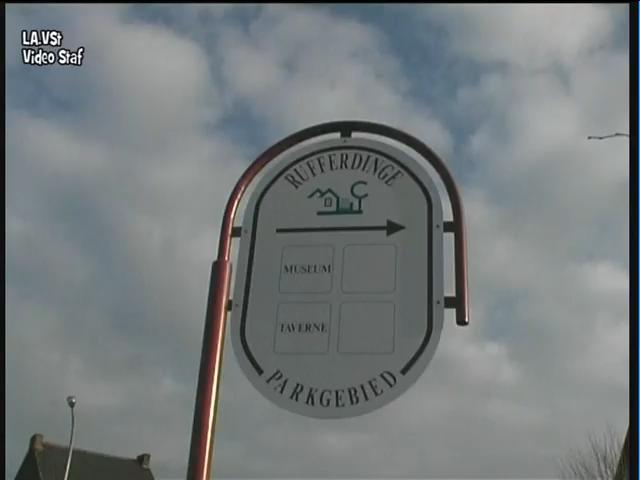 LA.VSt
Video Staf
RUFFERDINGE
MUSEUM
TAVERNE
PARKGEBIED